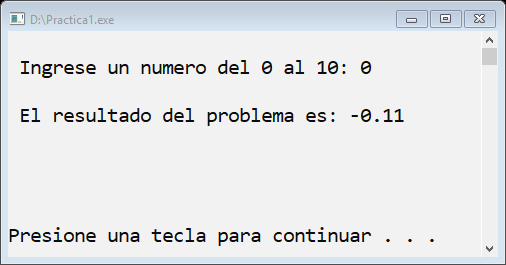 D:\Practica1.exe
Ingrese un numero del 0 al 10: 0
El resultado del problema es: -0.11
Presione una tecla para continuar . . .